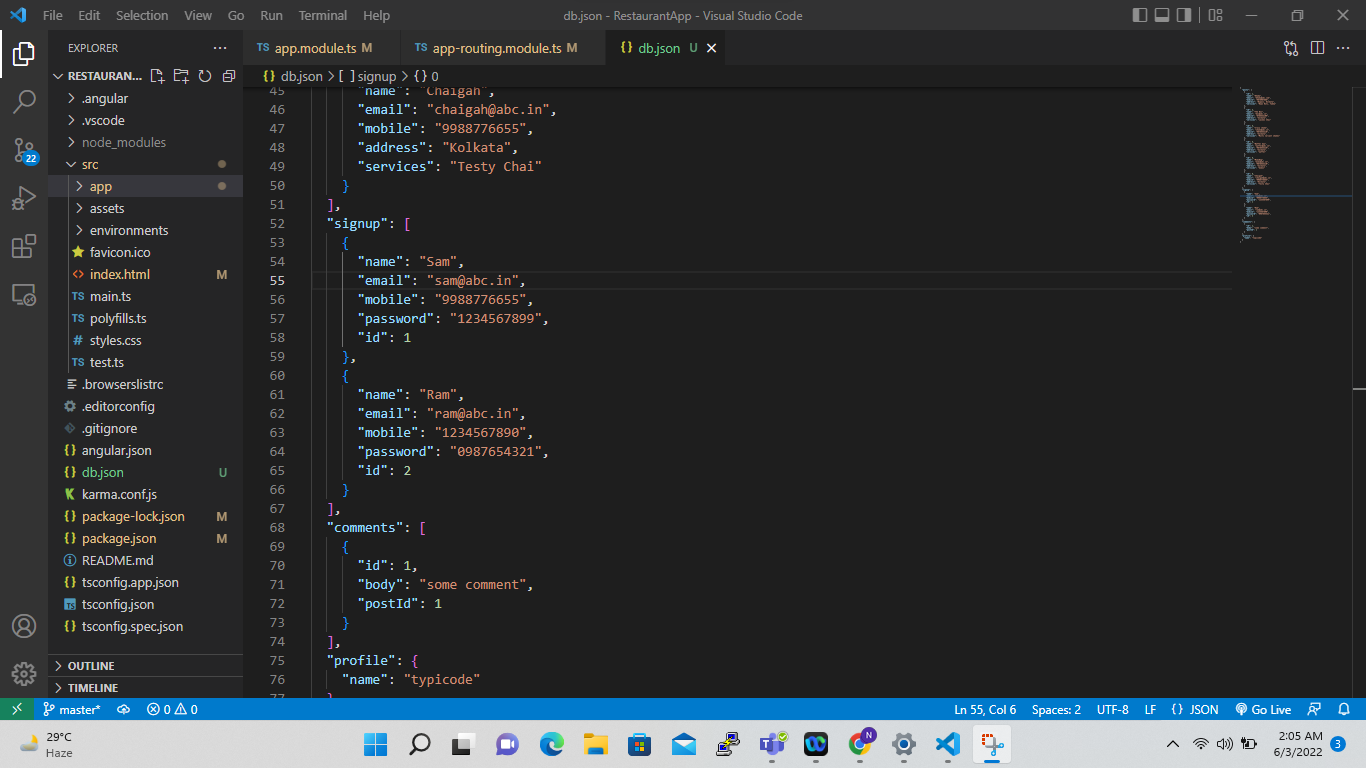 File Edit Selection View Go Run Terminal Help
db.json - RestaurantApp - Visual Studio Code
EXPLORER
RESTAURAN...
.angular
.vscode
node_modules
src
app
assets
environments
favicon.ico
index.html M
TS main.ts
TS polyfills.ts
# styles.css
TS test.ts
.browserslistrc
.editorconfig
.gitignore
{} angular.json
{} db.json U
karma.conf.js
{} package-lock.json M
{} package.json M
README.md
{} tsconfig.app.json
TS tsconfig.json
{} tsconfig.spec.json
OUTLINE
TIMELINE
22
TS app.module.ts M
TS app-routing.module.ts M
{} db.json U
{} db.json > [ ] signup > {} 0
45 "name": "Chaigah",
46 "email": "chaigah@abc.in",
47 "mobile": "9988776655",
48 "address": "Kolkata",
49 "services": "Testy Chai"
50 }
51 ],
52 "signup": [
53 {
54 "name": "Sam",
55 "email": "sam@abc.in",
56 "mobile": "9988776655",
57 "password": "1234567899",
58 "id": 1
59 },
60 {
61 "name": "Ram",
62 "email": "ram@abc.in",
63 "mobile": "1234567890",
64 "password": "0987654321",
65 "id": 2
66 }
67 ],
68 "comments": [
69 {
70 "id": 1,
71 "body": "some comment",
72 "postId": 1
73 }
74 ],
75 "profile": {
76 "name": "typicode"
77 }
master* 0 0
Ln 55, Col 6 Spaces: 2 UTF-8 LF {} JSON Go Live
29°C
Haze
N
2:05 AM
6/3/2022
3